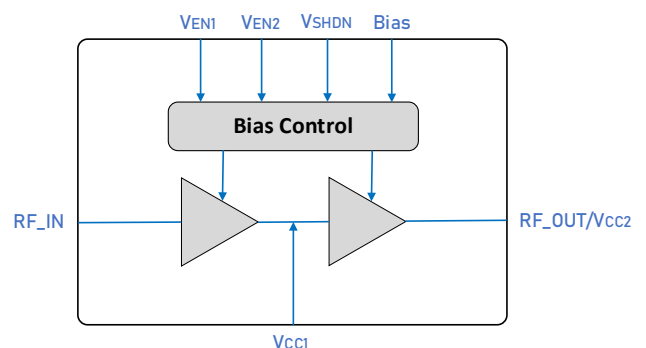 VEN1 VEN2 VSHDN Bias
Bias Control
RF_IN
RF_OUT/VCC2
VCC1